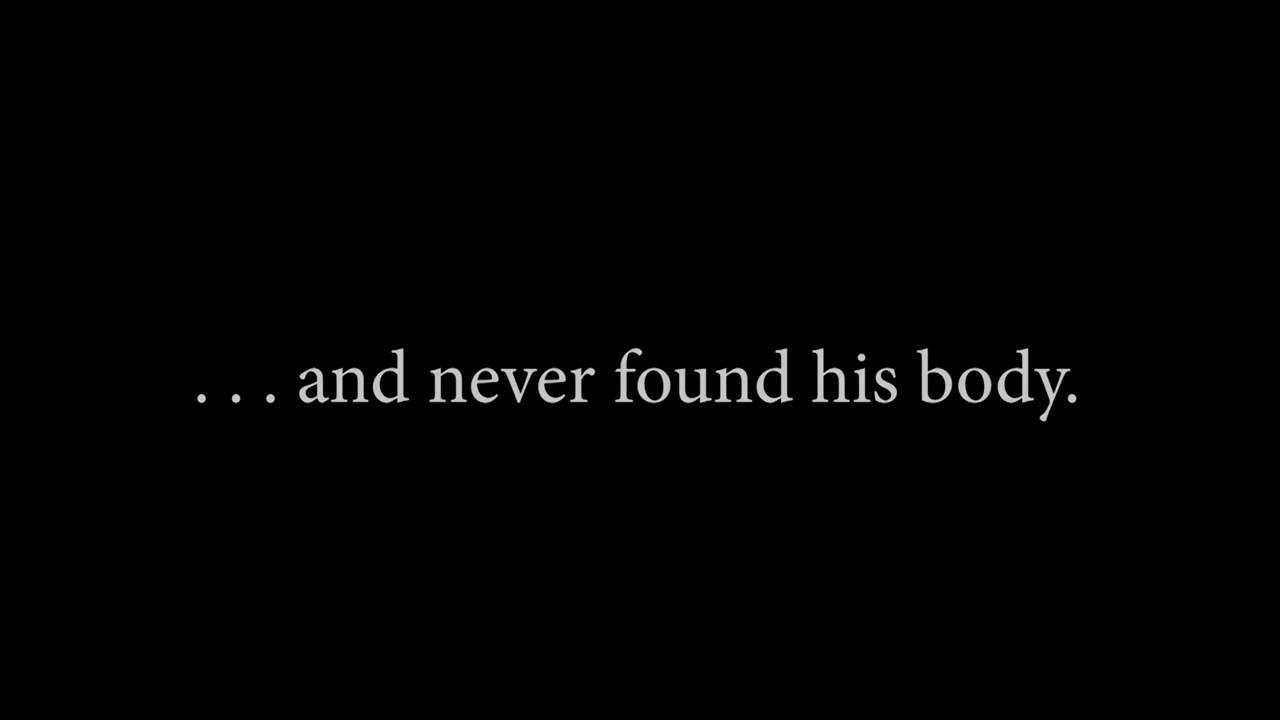 . . . and never found his body.